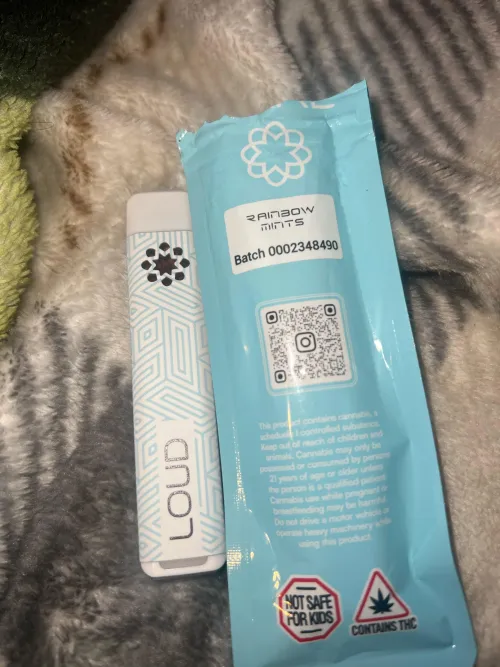 RAINBOW
MINTS
Batch 0002348490
This product contains cannabis, a
schedule I controlled substance.
Keep out of reach of children and
animals. Cannabis may only be
possessed or consumed by persons
21 years of age or older unless
the person is a qualified patient.
Cannabis use while pregnant or
breastfeeding may be harmful.
Do not drive a motor vehicle or
operate heavy machinery while
using this product.
NOT SAFE
FOR KIDS
CONTAINS THC
LOUD